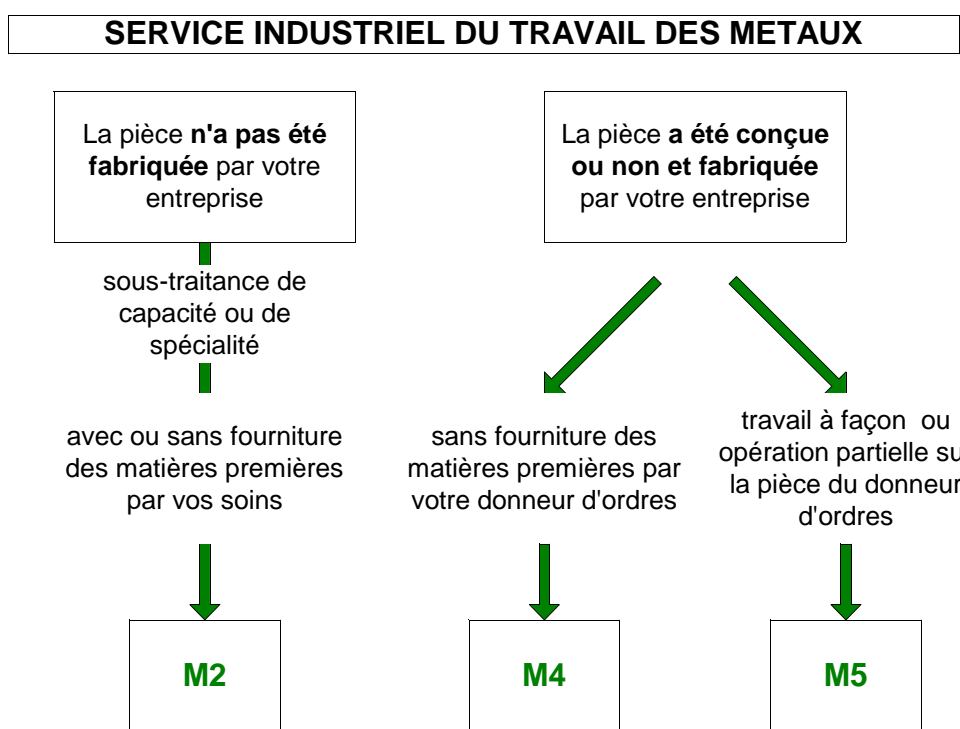 SERVICE INDUSTRIEL DU TRAVAIL DES METAUX
La pièce n'a pas été
fabriquée par votre
entreprise
La pièce a été conçue
ou non et fabriquée
par votre entreprise
sous-traitance de
capacité ou de
spécialité
avec ou sans fourniture
des matières premières
par vos soins
sans fourniture des
matières premières par
votre donneur d'ordres
travail à façon ou
opération partielle su
la pièce du donneur
d'ordres
M2
M4
M5